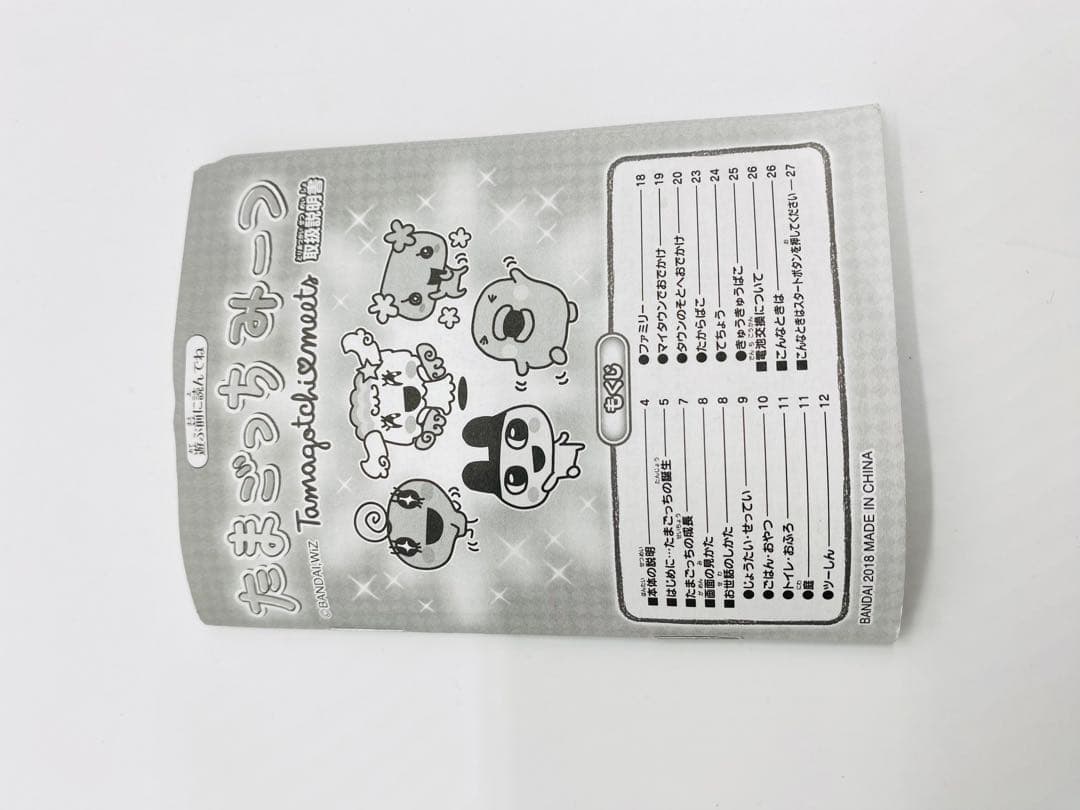 遊ぶ前に読んでね
たまごっち みーつ
©BANDAI,WiZ Tamagotchi♥meets 取扱説明書
もくじ
■本体の説明 4
■はじめに…たまごっちの誕生 5
■たまごっちの成長 7
■画面の見かた 8
■お世話のしかた 8
●じょうたい・せってい 9
●ごはん・おやつ 10
●トイレ・おふろ 11
●庭 11
●ツーしん 12
●ファミリー 18
●マイタウンでおでかけ 19
●タウンのそとへおでかけ 20
●たからばこ 23
●てちょう 24
●きゅうきゅうばこ 25
■電池交換について 26
■こんなときは 26
■こんなときはスタートボタンを押してください 27
BANDAI 2018 MADE IN CHINA